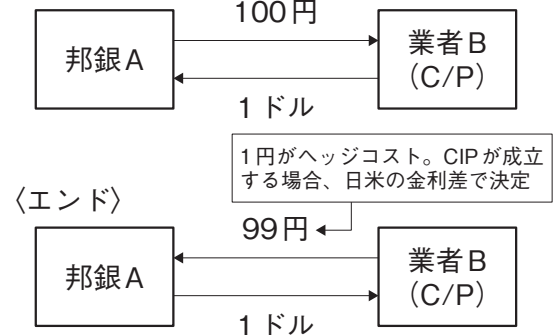 100円
邦銀A
業者B
（C/P）
1ドル
1円がヘッジコスト。CIPが成立
する場合、日米の金利差で決定
〈エンド〉
99円
邦銀A
業者B
（C/P）
1ドル